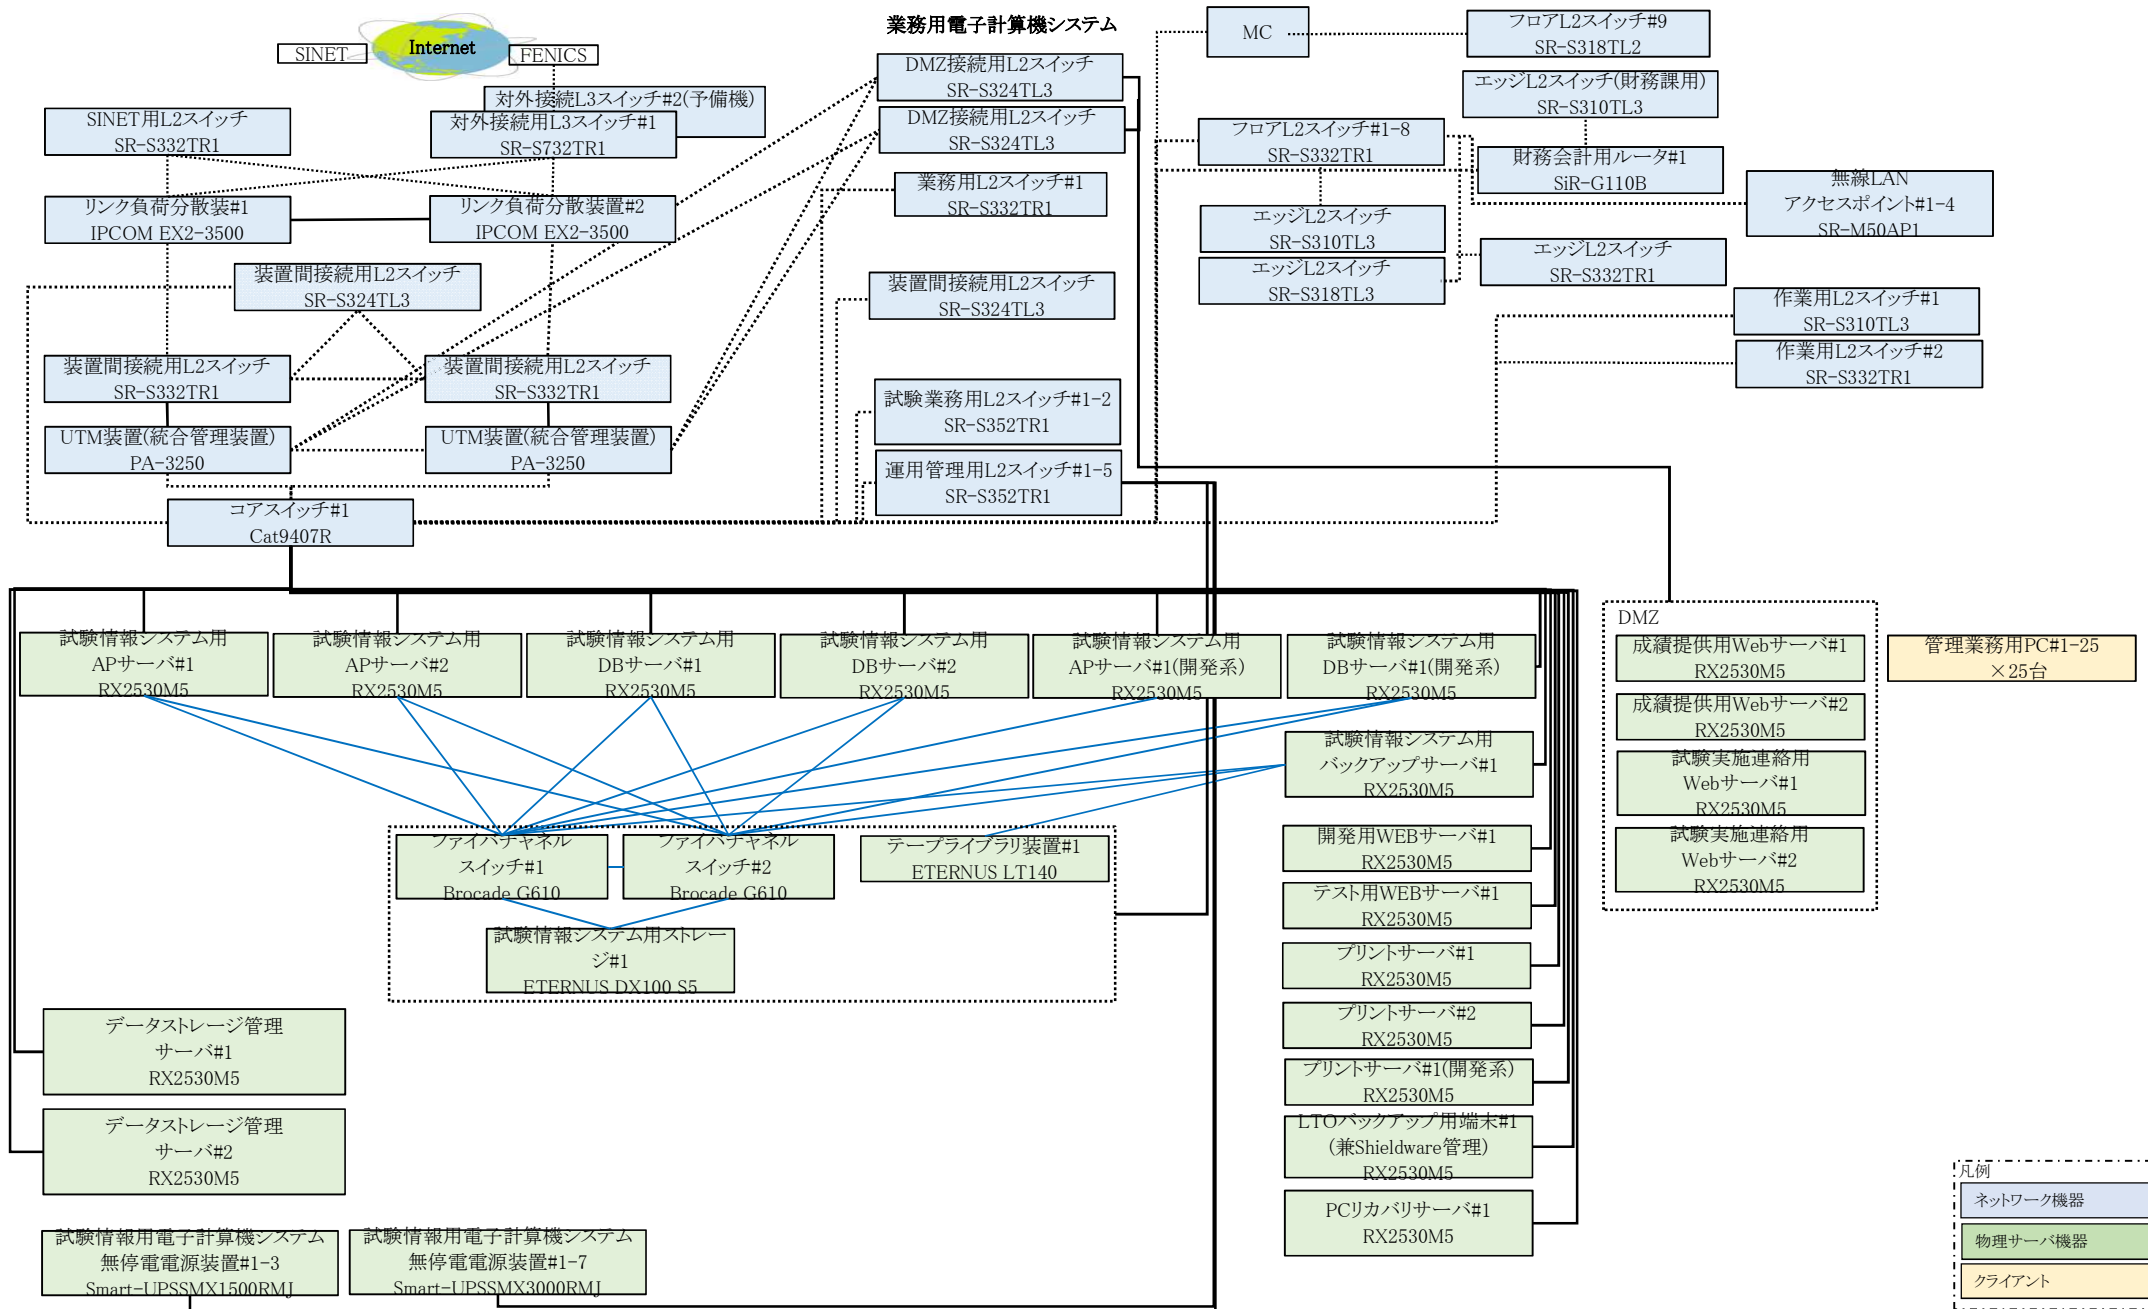 業務用電子計算機システム
SINET
Internet
FENICS
SINET用L2スイッチ
SR-S332TR1
対外接続L3スイッチ#2(予備機)
対外接続用L3スイッチ#1
SR-S732TR1
リンク負荷分散装#1
IPCOM EX2-3500
リンク負荷分散装置#2
IPCOM EX2-3500
装置間接続用L2スイッチ
SR-S324TL3
装置間接続用L2スイッチ
SR-S332TR1
装置間接続用L2スイッチ
SR-S332TR1
UTM装置(統合管理装置)
PA-3250
UTM装置(統合管理装置)
PA-3250
コアスイッチ#1
Cat9407R
DMZ接続用L2スイッチ
SR-S324TL3
DMZ接続用L2スイッチ
SR-S324TL3
業務用L2スイッチ#1
SR-S332TR1
装置間接続用L2スイッチ
SR-S324TL3
試験業務用L2スイッチ#1-2
SR-S352TR1
運用管理用L2スイッチ#1-5
SR-S352TR1
MC
フロアL2スイッチ#9
SR-S318TL2
エッジL2スイッチ(財務課用)
SR-S310TL3
フロアL2スイッチ#1-8
SR-S332TR1
財務会計用ルータ#1
SiR-G110B
無線LAN
アクセスポイント#1-4
SR-M50AP1
エッジL2スイッチ
SR-S310TL3
エッジL2スイッチ
SR-S332TR1
エッジL2スイッチ
SR-S318TL3
作業用L2スイッチ#1
SR-S310TL3
作業用L2スイッチ#2
SR-S332TR1
試験情報システム用
APサーバ#1
RX2530M5
試験情報システム用
APサーバ#2
RX2530M5
試験情報システム用
DBサーバ#1
RX2530M5
試験情報システム用
DBサーバ#2
RX2530M5
試験情報システム用
APサーバ#1(開発系)
RX2530M5
試験情報システム用
DBサーバ#1(開発系)
RX2530M5
DMZ
成績提供用Webサーバ#1
RX2530M5
成績提供用Webサーバ#2
RX2530M5
試験実施連絡用
Webサーバ#1
RX2530M5
試験実施連絡用
Webサーバ#2
RX2530M5
管理業務用PC#1-25
×25台
試験情報システム用
バックアップサーバ#1
RX2530M5
ファイバチャネル
スイッチ#1
Brocade G610
ファイバチャネル
スイッチ#2
Brocade G610
テープライブラリ装置#1
ETERNUS LT140
試験情報システム用ストレー
ジ#1
ETERNUS DX100 S5
開発用WEBサーバ#1
RX2530M5
テスト用WEBサーバ#1
RX2530M5
プリントサーバ#1
RX2530M5
プリントサーバ#2
RX2530M5
プリントサーバ#1(開発系)
RX2530M5
LTOバックアップ用端末#1
(兼Shieldware管理)
RX2530M5
PCリカバリサーバ#1
RX2530M5
データストレージ管理
サーバ#1
RX2530M5
データストレージ管理
サーバ#2
RX2530M5
試験情報用電子計算機システム
無停電電源装置#1-3
Smart-UPSSMX1500RMJ
試験情報用電子計算機システム
無停電電源装置#1-7
Smart-UPSSMX3000RMJ
凡例
ネットワーク機器
物理サーバ機器
クライアント